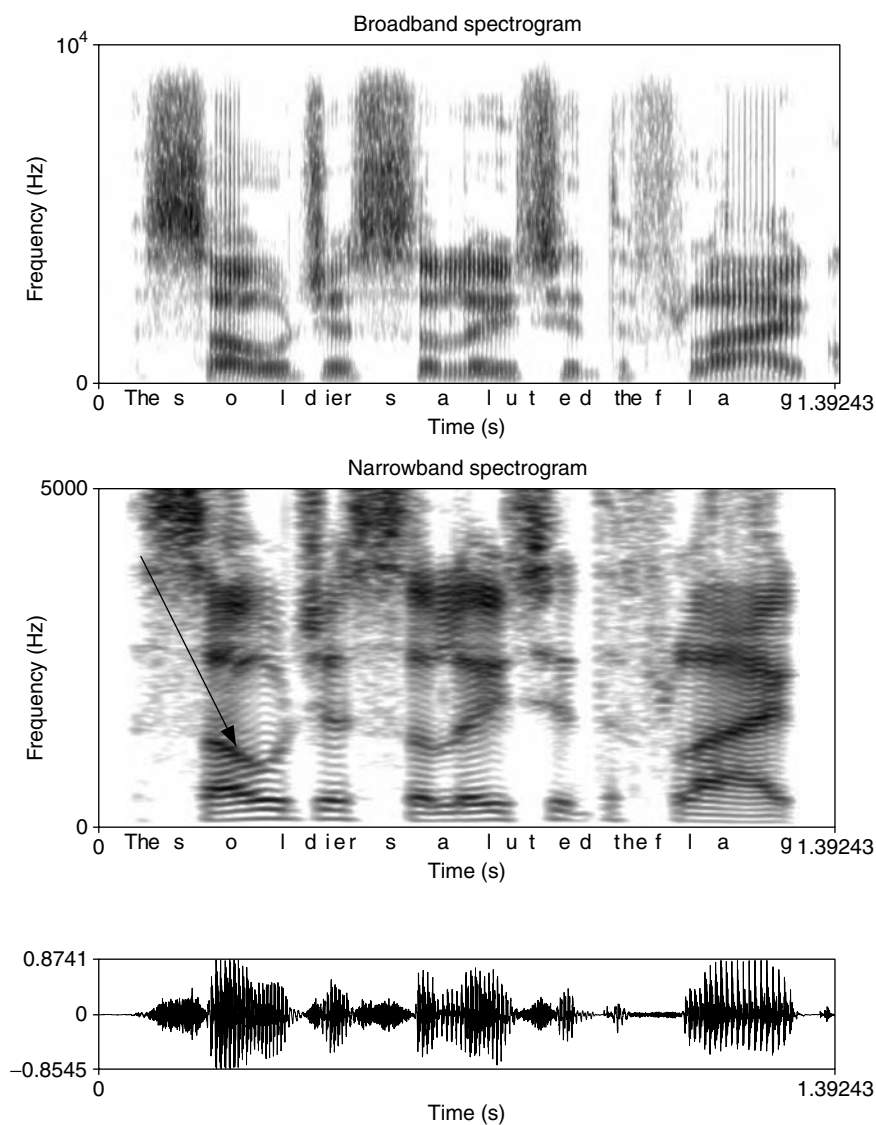 Broadband spectrogram
10⁴
Frequency (Hz)
0
0 The s o l d ier s a l u t e d the f l a g 1.39243
Time (s)
Narrowband spectrogram
5000
Frequency (Hz)
0
0 The s o l d ier s a l u t e d the f l a g 1.39243
Time (s)
0.8741
0
−0.8545
0 1.39243
Time (s)